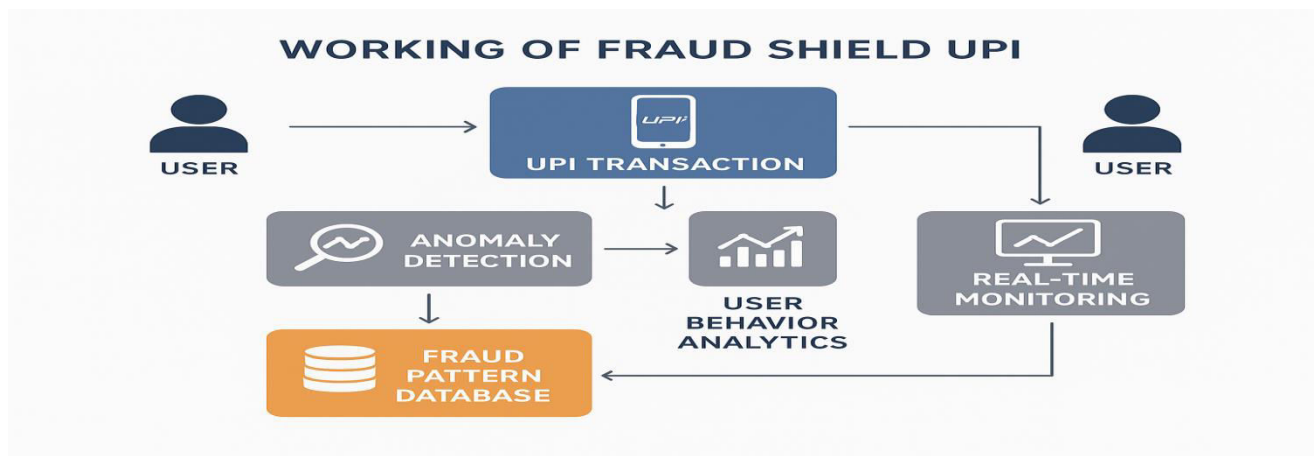 WORKING OF FRAUD SHIELD UPI
USER
UPI
UPI TRANSACTION
USER
ANOMALY
DETECTION
USER
BEHAVIOR
ANALYTICS
REAL-TIME
MONITORING
FRAUD
PATTERN
DATABASE